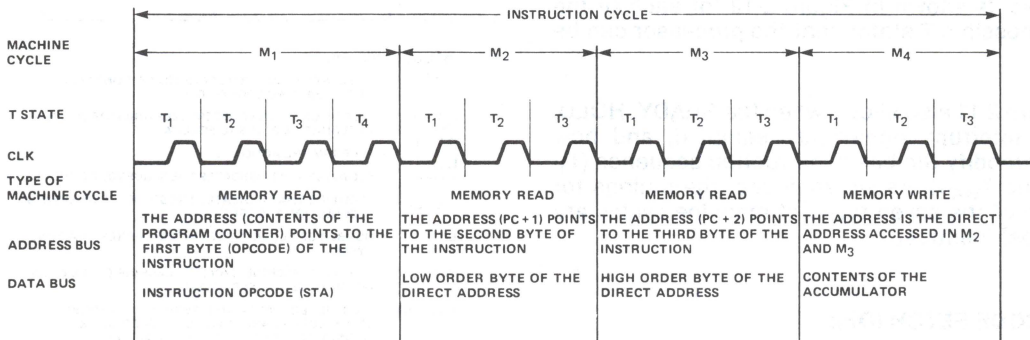 INSTRUCTION CYCLE
MACHINE
CYCLE
M1 M2 M3 M4
T STATE
T1 T2 T3 T4 T1 T2 T3 T1 T2 T3 T1 T2 T3
CLK
TYPE OF
MACHINE CYCLE
MEMORY READ MEMORY READ MEMORY READ MEMORY WRITE
ADDRESS BUS
THE ADDRESS (CONTENTS OF THE
PROGRAM COUNTER) POINTS TO THE
FIRST BYTE (OPCODE) OF THE
INSTRUCTION
THE ADDRESS (PC + 1) POINTS
TO THE SECOND BYTE OF
THE INSTRUCTION
THE ADDRESS (PC + 2) POINTS
TO THE THIRD BYTE OF THE
INSTRUCTION
THE ADDRESS IS THE DIRECT
ADDRESS ACCESSED IN M2
AND M3
DATA BUS
INSTRUCTION OPCODE (STA)
LOW ORDER BYTE OF THE
DIRECT ADDRESS
HIGH ORDER BYTE OF THE
DIRECT ADDRESS
CONTENTS OF THE
ACCUMULATOR